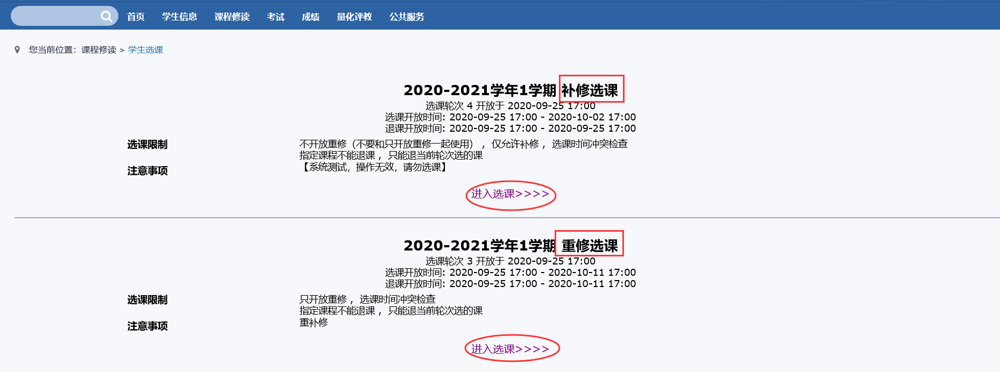 首页 学生信息 课程修读 考试 成绩 量化评教 公共服务
您当前位置：课程修读 > 学生选课
2020-2021学年1学期 补修选课
选课轮次 4 开放于 2020-09-25 17:00
选课开放时间: 2020-09-25 17:00 - 2020-10-02 17:00
退课开放时间: 2020-09-25 17:00 - 2020-09-25 17:00
选课限制 不开放重修（不要和只开放重修一起使用） ，仅允许补修 ，选课时间冲突检查
指定课程不能退课 ，只能退当前轮次选的课
注意事项 【系统测试，操作无效，请勿选课】
进入选课>>>>
2020-2021学年1学期 重修选课
选课轮次 3 开放于 2020-09-25 17:00
选课开放时间: 2020-09-25 17:00 - 2020-10-11 17:00
退课开放时间: 2020-09-25 17:00 - 2020-10-11 17:00
选课限制 只开放重修 ，选课时间冲突检查
指定课程不能退课 ，只能退当前轮次选的课
注意事项 重补修
进入选课>>>>